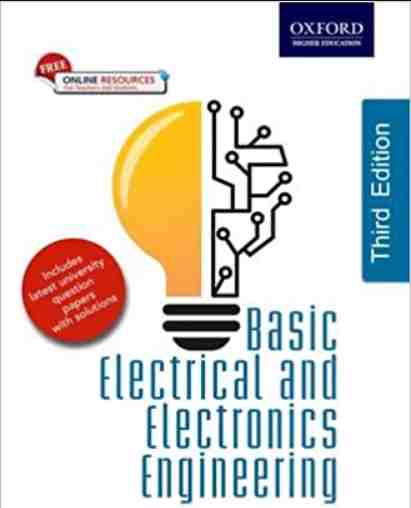 OXFORD
HIGHER EDUCATION
FREE
ONLINE RESOURCES
For Teachers and Students
Third Edition
Includes
latest university
question
papers
with solutions
Basic
Electrical and
Electronics
Engineering